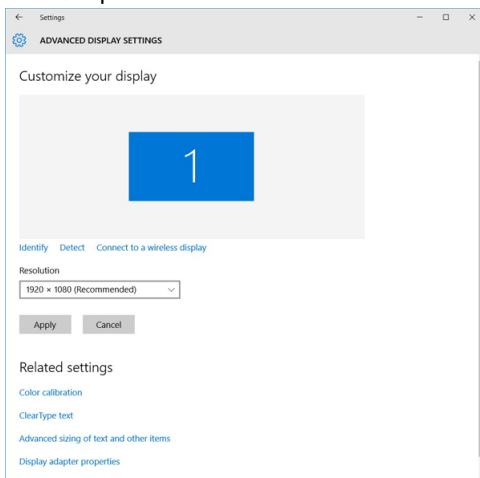 Settings
ADVANCED DISPLAY SETTINGS
Customize your display
1
Identify Detect Connect to a wireless display
Resolution
1920 × 1080 (Recommended)
Apply Cancel
Related settings
Color calibration
ClearType text
Advanced sizing of text and other items
Display adapter properties